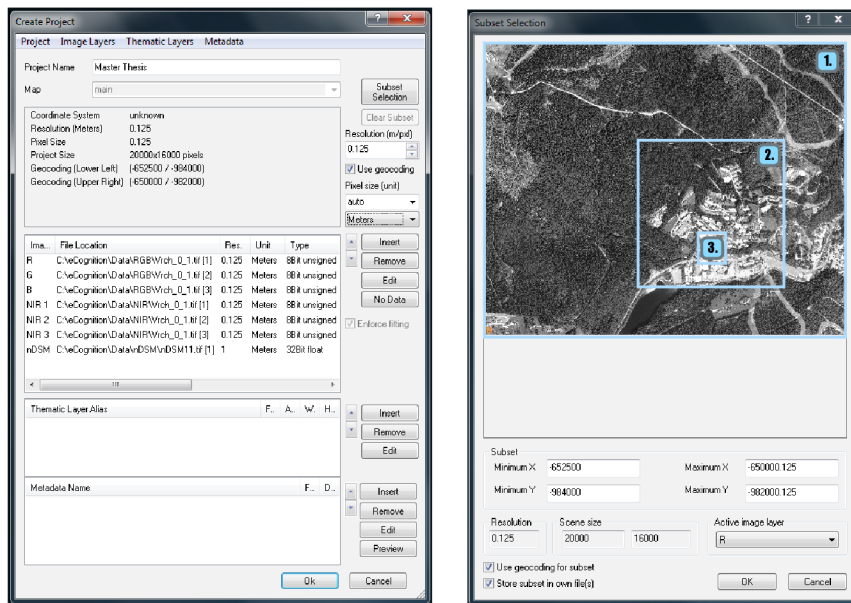 Create Project
Project Image Layers Thematic Layers Metadata
Project Name Master Thesis
Map main
Subset Selection
Clear Subset
Coordinate System unknown
Resolution (Meters) 0.125
Pixel Size 0.125
Project Size 20000x16000 pixels
Geocoding (Lower Left) (-652500 / -984000)
Geocoding (Upper Right) (-650000 / -982000)
Resolution (m/pxl)
0.125
Use geocoding
Pixel size (unit)
auto
Meters
Ima... File Location Res. Unit Type
R C:\eCognition\Data\RGB\Vrch_0_1.tif [1] 0.125 Meters 8Bit unsigned
G C:\eCognition\Data\RGB\Vrch_0_1.tif [2] 0.125 Meters 8Bit unsigned
B C:\eCognition\Data\RGB\Vrch_0_1.tif [3] 0.125 Meters 8Bit unsigned
NIR 1 C:\eCognition\Data\NIR\Vrch_0_1.tif [1] 0.125 Meters 8Bit unsigned
NIR 2 C:\eCognition\Data\NIR\Vrch_0_1.tif [2] 0.125 Meters 8Bit unsigned
NIR 3 C:\eCognition\Data\NIR\Vrch_0_1.tif [3] 0.125 Meters 8Bit unsigned
nDSM C:\eCognition\Data\nDSM\nDSM11.tif [1] 1 Meters 32Bit float
Insert
Remove
Edit
No Data
Enforce fitting
Thematic Layer Alias F.. A.. W. H..
Insert
Remove
Edit
Metadata Name F.. D..
Insert
Remove
Edit
Preview
Ok Cancel
Subset Selection
1.
2.
3.
Subset
Minimum X -652500 Maximum X -650000.125
Minimum Y -984000 Maximum Y -982000.125
Resolution Scene size Active image layer
0.125 20000 16000 R
Use geocoding for subset
Store subset in own file(s)
OK Cancel